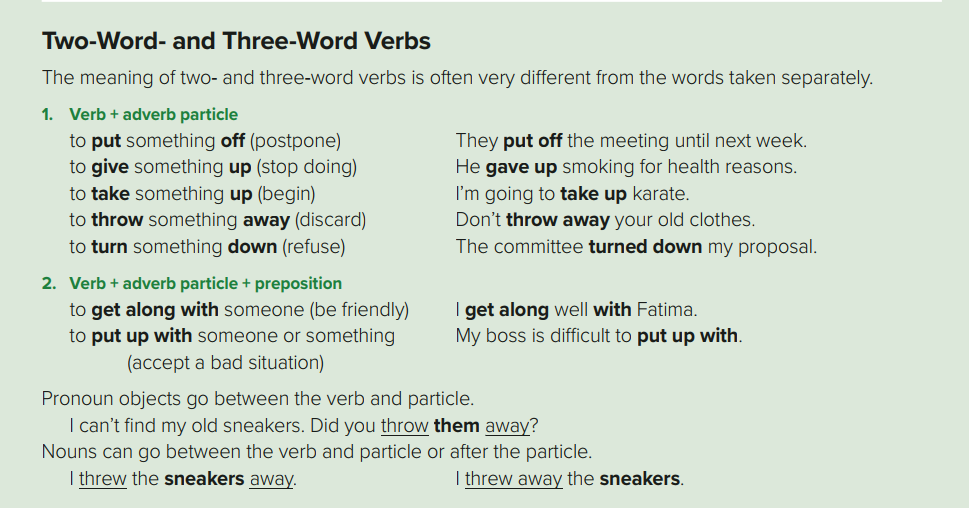 Two-Word- and Three-Word Verbs
The meaning of two- and three-word verbs is often very different from the words taken separately.
1. Verb + adverb particle
to put something off (postpone) They put off the meeting until next week.
to give something up (stop doing) He gave up smoking for health reasons.
to take something up (begin) I'm going to take up karate.
to throw something away (discard) Don't throw away your old clothes.
to turn something down (refuse) The committee turned down my proposal.
2. Verb + adverb particle + preposition
to get along with someone (be friendly) I get along well with Fatima.
to put up with someone or something My boss is difficult to put up with.
(accept a bad situation)
Pronoun objects go between the verb and particle.
I can't find my old sneakers. Did you throw them away?
Nouns can go between the verb and particle or after the particle.
I threw the sneakers away. I threw away the sneakers.